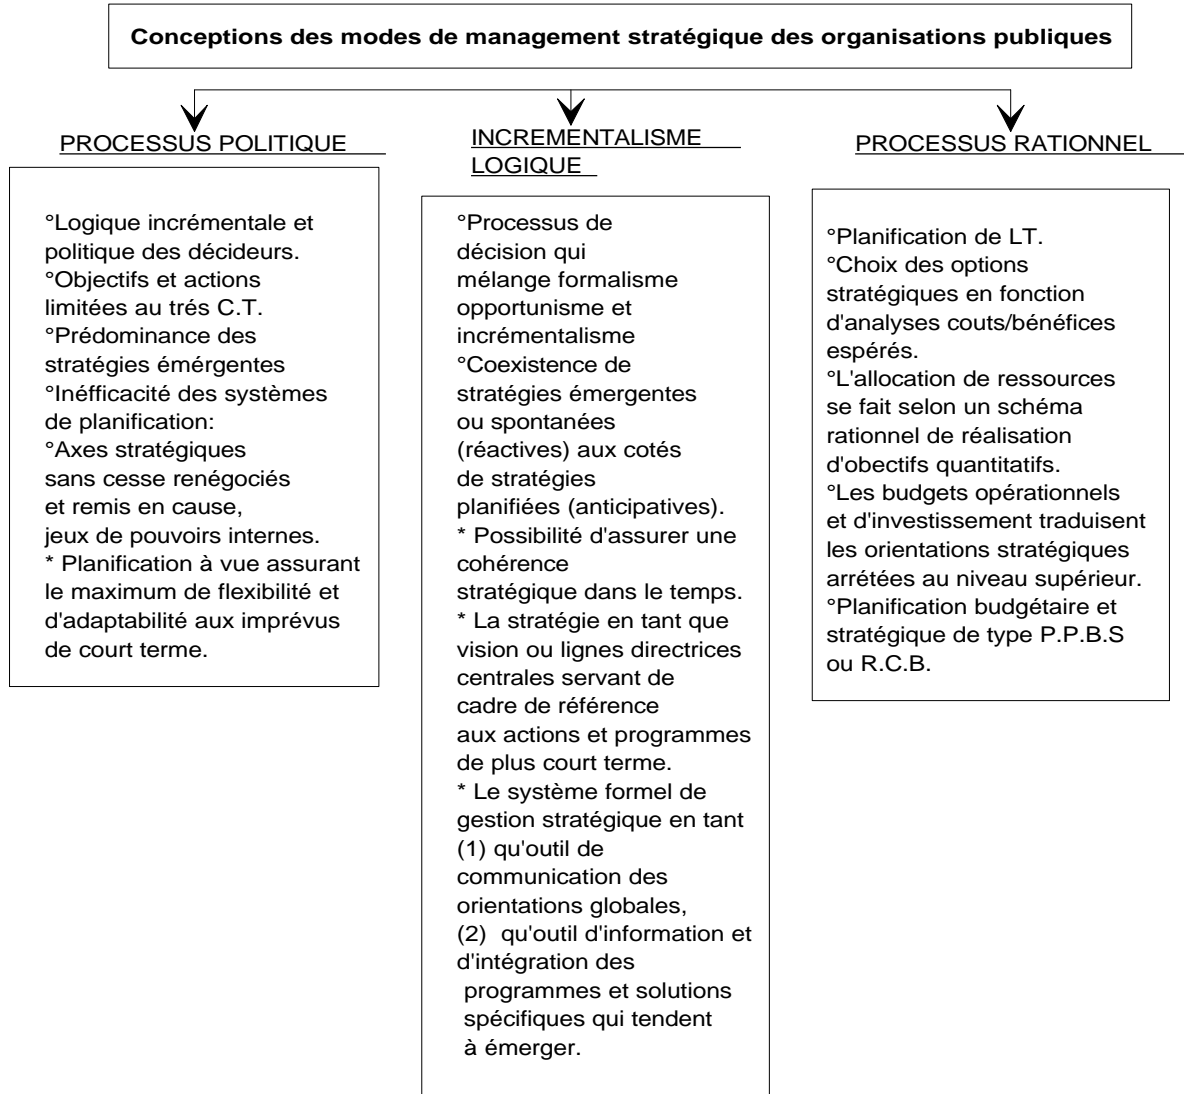 Conceptions des modes de management stratégique des organisations publiques
PROCESSUS POLITIQUE
°Logique incrémentale et
politique des décideurs.
°Objectifs et actions
limitées au trés C.T.
°Prédominance des
stratégies émérgentes
°Inéfficacité des systèmes
de planification:
°Axes stratégiques
sans cesse renégociés
et remis en cause,
jeux de pouvoirs internes.
* Planification à vue assurant
le maximum de flexibilité et
d'adaptabilité aux imprévus
de court terme.
INCREMENTALISME
LOGIQUE
°Processus de
décision qui
mélange formalisme
opportunisme et
incrémentalisme
°Coexistence de
stratégies émergentes
ou spontanées
(réactives) aux cotés
de stratégies
planifiées (anticipatives).
* Possibilité d'assurer une
cohérence
stratégique dans le temps.
* La stratégie en tant que
vision ou lignes directrices
centrales servant de
cadre de référence
aux actions et programmes
de plus court terme.
* Le système formel de
gestion stratégique en tant
(1) qu'outil de
communication des
orientations globales,
(2) qu'outil d'information et
d'intégration des
programmes et solutions
spécifiques qui tendent
à émerger.
PROCESSUS RATIONNEL
°Planification de LT.
°Choix des options
stratégiques en fonction
d'analyses couts/bénéfices
espérés.
°L'allocation de ressources
se fait selon un schéma
rationnel de réalisation
d'obectifs quantitatifs.
°Les budgets opérationnels
et d'investissement traduisent
les orientations stratégiques
arrétées au niveau supérieur.
°Planification budgétaire et
stratégique de type P.P.B.S
ou R.C.B.